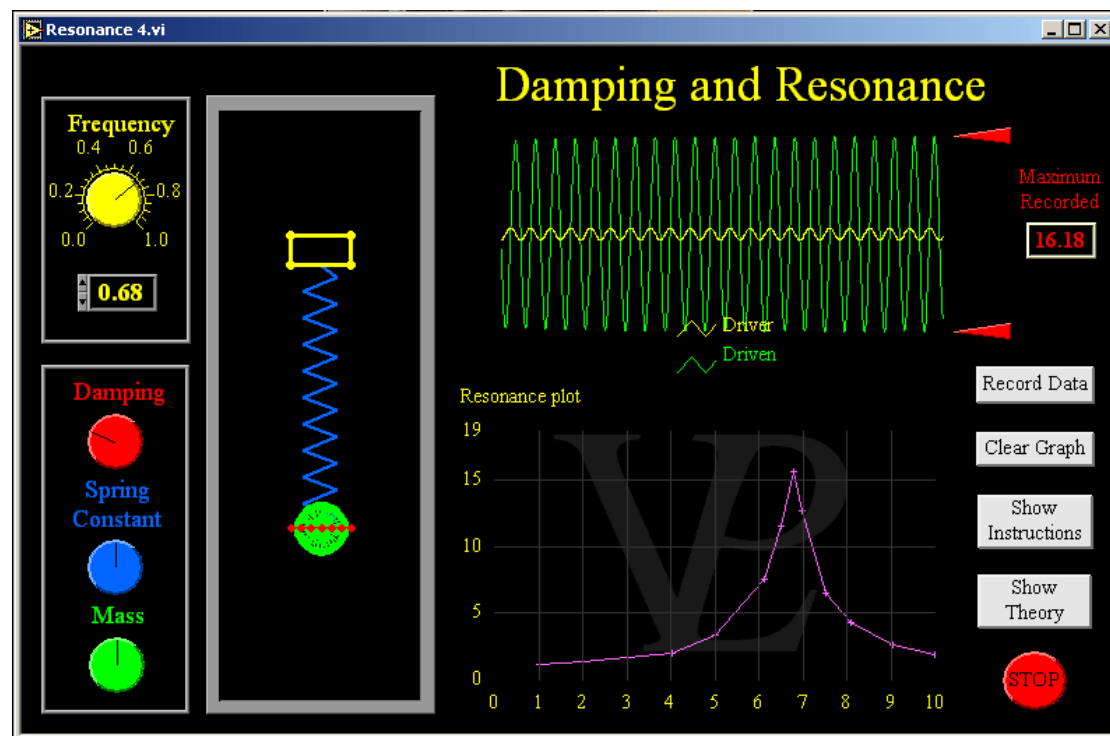 Resonance 4.vi
Damping and Resonance
Frequency
0.4 0.6
0.2 0.8
0.0 1.0
0.68
Damping
Spring
Constant
Mass
Maximum
Recorded
16.18
Driver
Driven
Resonance plot
19
15
10
5
0
0 1 2 3 4 5 6 7 8 9 10
VPL
Record Data
Clear Graph
Show
Instructions
Show
Theory
STOP